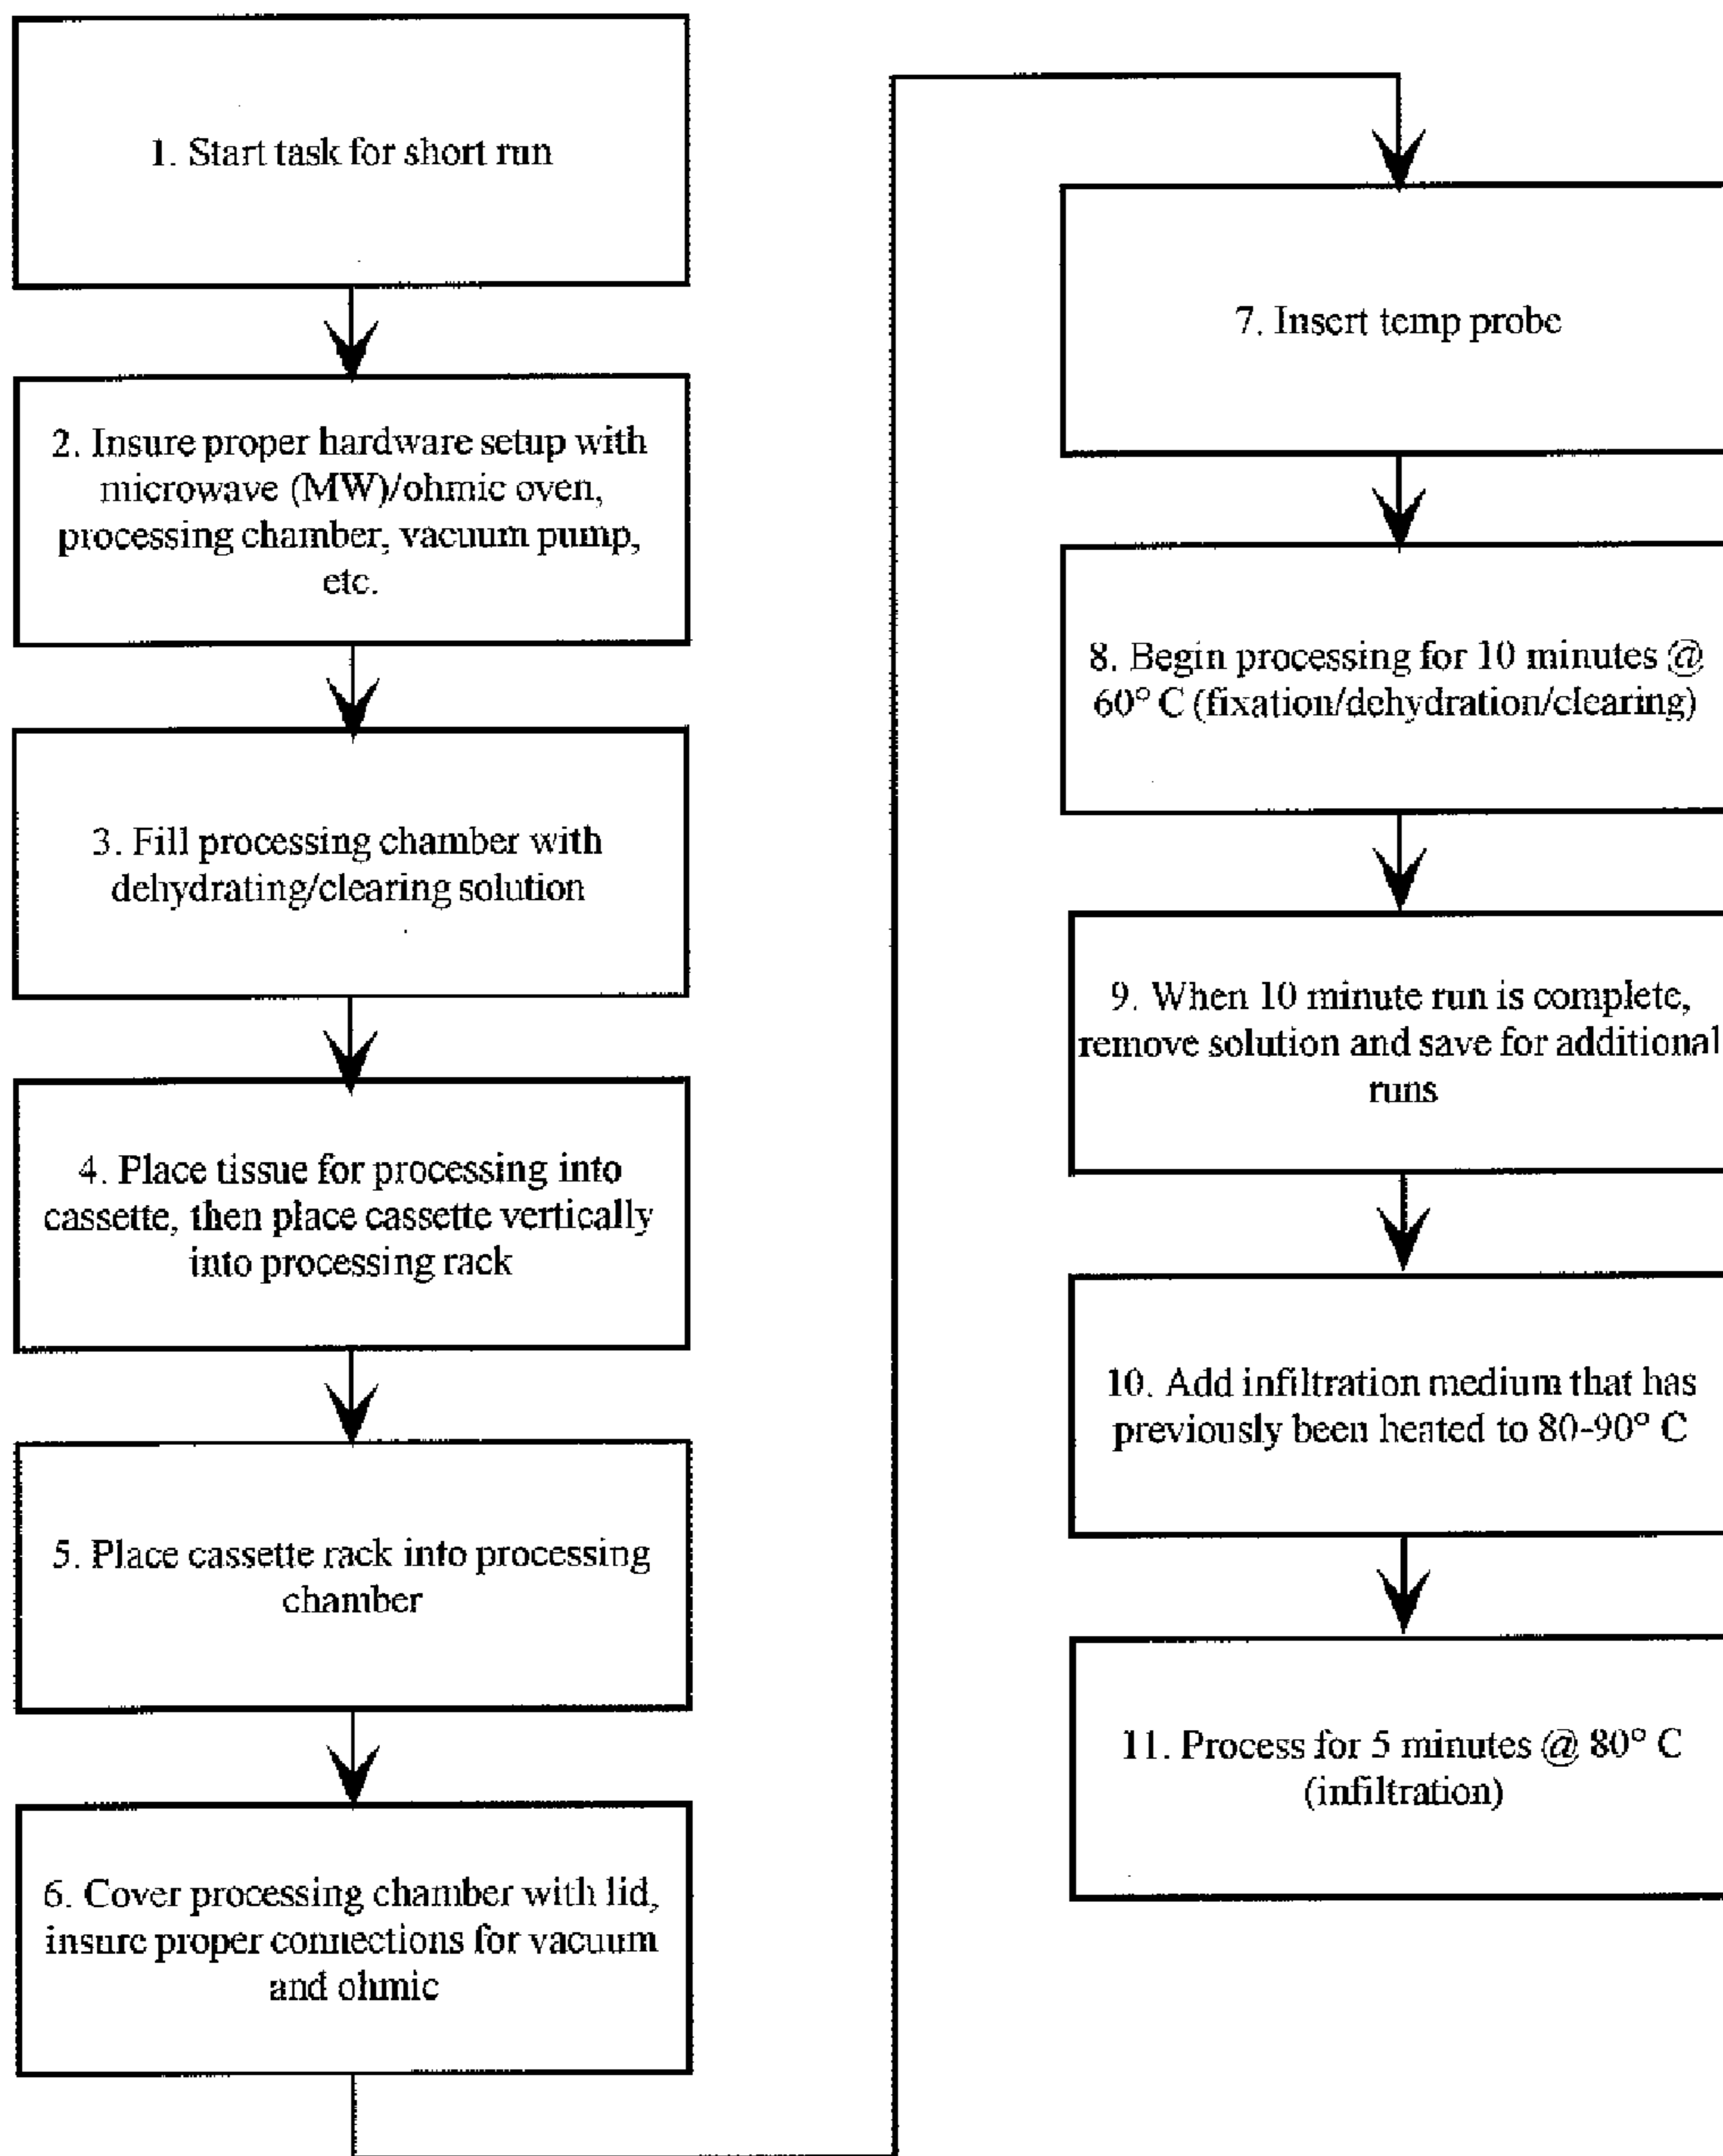 1. Start task for short run
2. Insure proper hardware setup with
microwave (MW)/ohmic oven,
processing chamber, vacuum pump,
etc.
3. Fill processing chamber with
dehydrating/clearing solution
4. Place tissue for processing into
cassette, then place cassette vertically
into processing rack
5. Place cassette rack into processing
chamber
6. Cover processing chamber with lid,
insure proper connections for vacuum
and ohmic
7. Insert temp probe
8. Begin processing for 10 minutes @
60° C (fixation/dehydration/clearing)
9. When 10 minute run is complete,
remove solution and save for additional
runs
10. Add infiltration medium that has
previously been heated to 80-90° C
11. Process for 5 minutes @ 80° C
(infiltration)